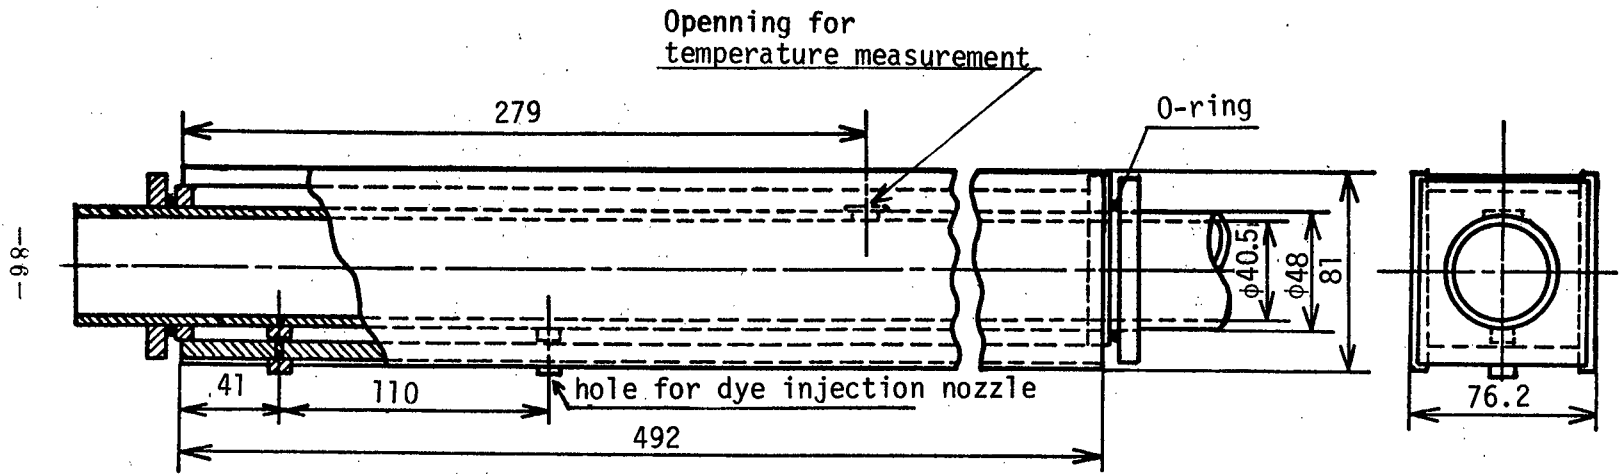 Openning for
temperature measurement
279
O-ring
-98-
ϕ40.5
ϕ48
81
41
110
hole for dye injection nozzle
76.2
492